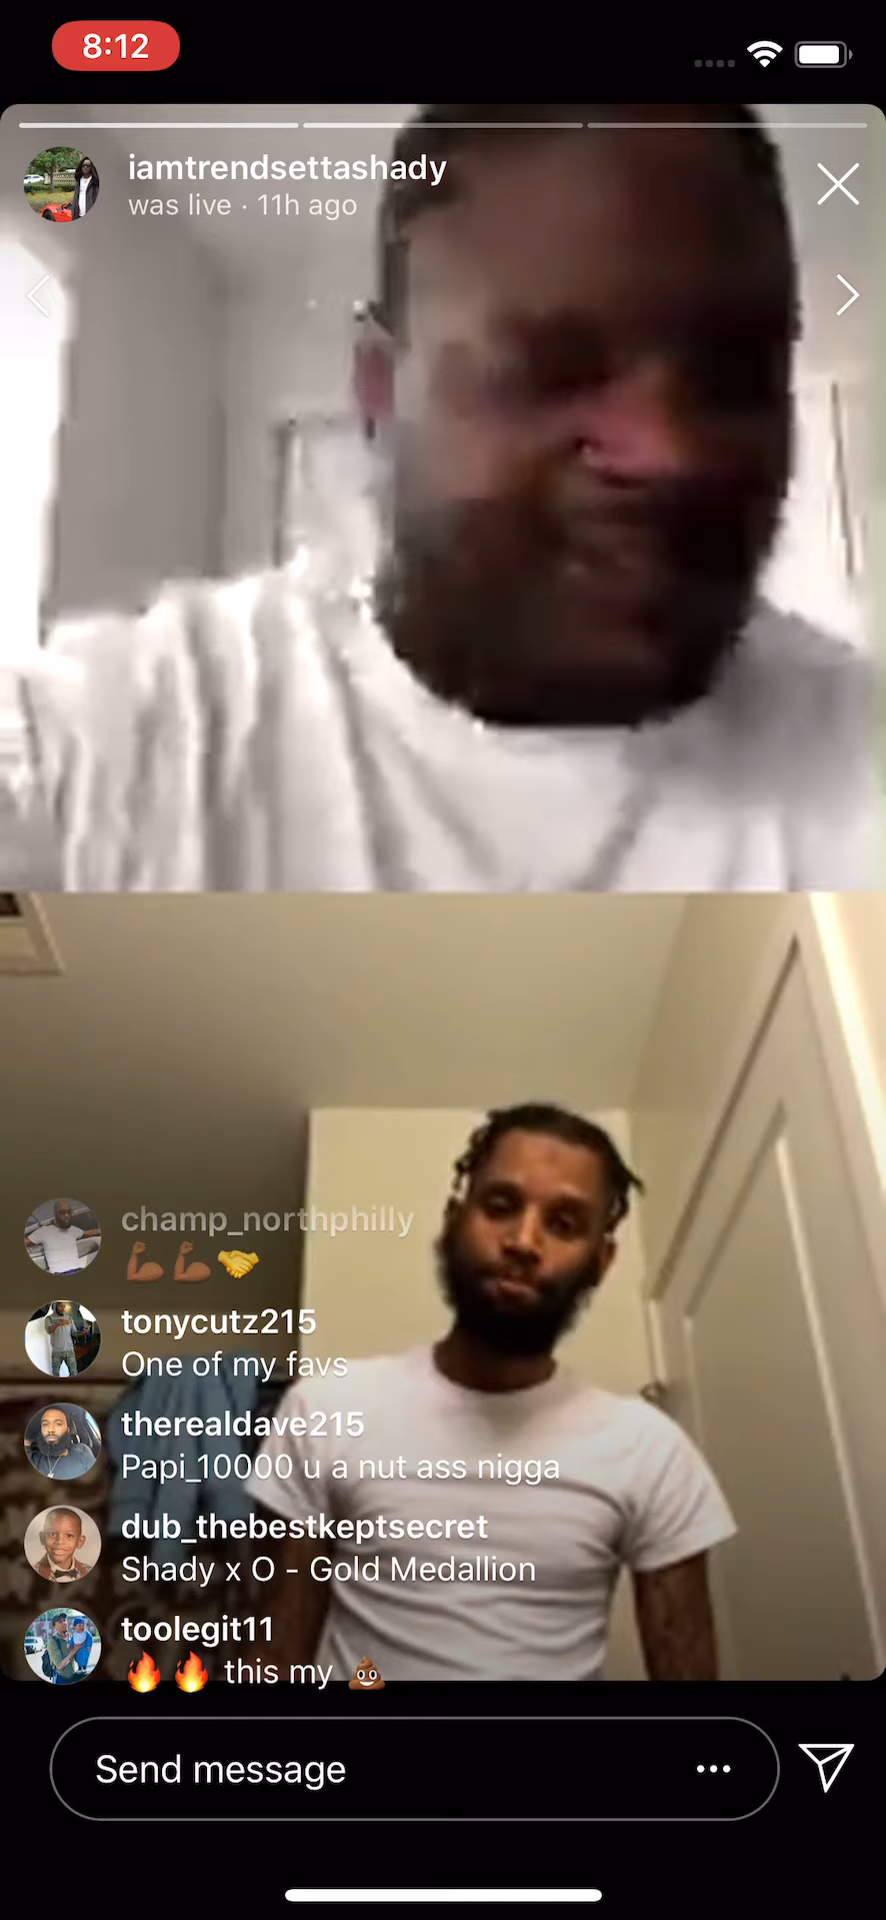 8:12
iamtrendsettashady
was live · 11h ago
champ_northphilly
💪🏾💪🏾🤝
tonycutz215
One of my favs
therealdave215
Papi_10000 u a nut ass nigga
dub_thebestkeptsecret
Shady x O - Gold Medallion
toolegit11
🔥🔥 this my 💩
Send message